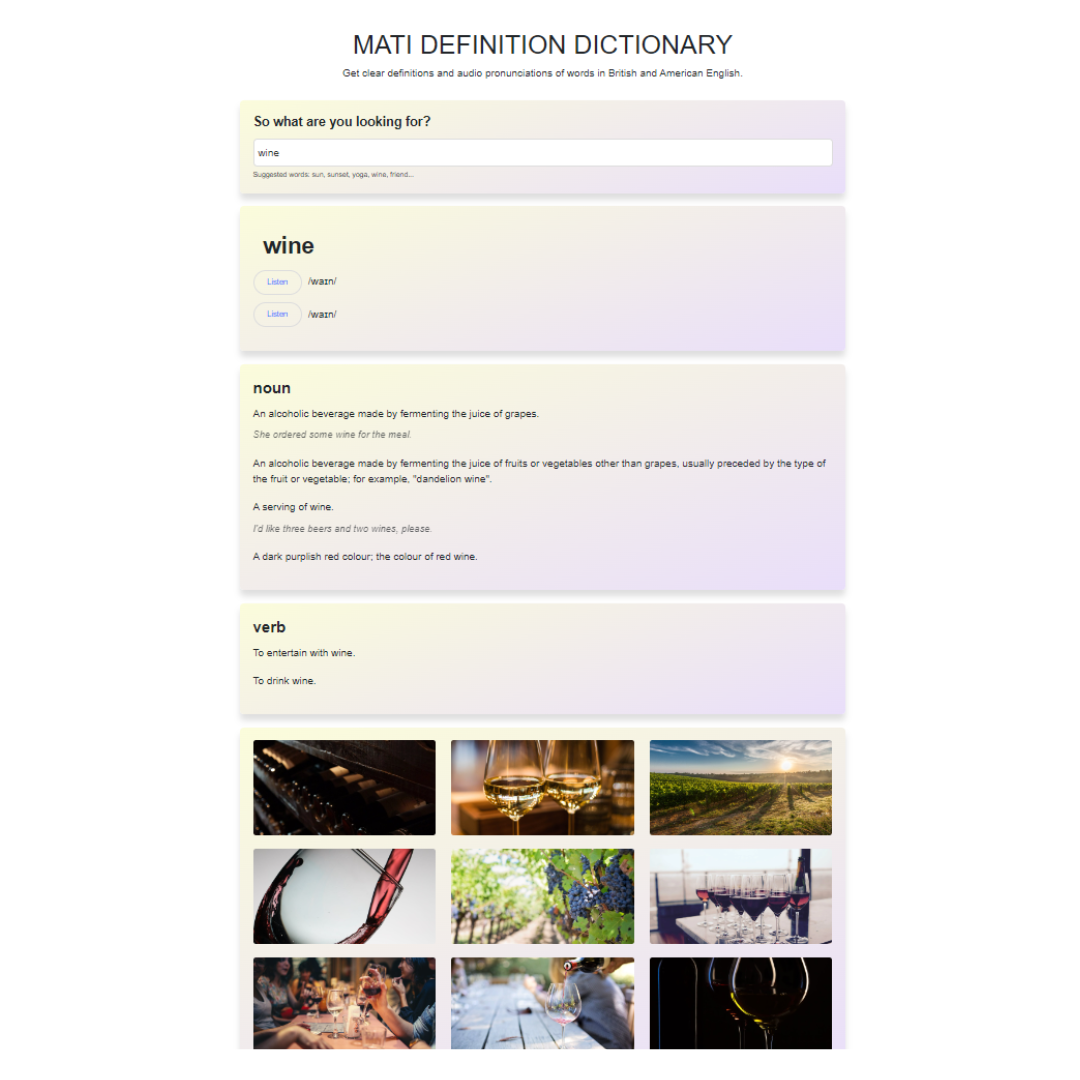 MATI DEFINITION DICTIONARY
Get clear definitions and audio pronunciations of words in British and American English.
So what are you looking for?
wine
Suggested words: sun, sunset, yoga, wine, friend...
wine
Listen /waɪn/
Listen /waɪn/
noun
An alcoholic beverage made by fermenting the juice of grapes.
She ordered some wine for the meal.
An alcoholic beverage made by fermenting the juice of fruits or vegetables other than grapes, usually preceded by the type of
the fruit or vegetable; for example, "dandelion wine".
A serving of wine.
I'd like three beers and two wines, please.
A dark purplish red colour; the colour of red wine.
verb
To entertain with wine.
To drink wine.